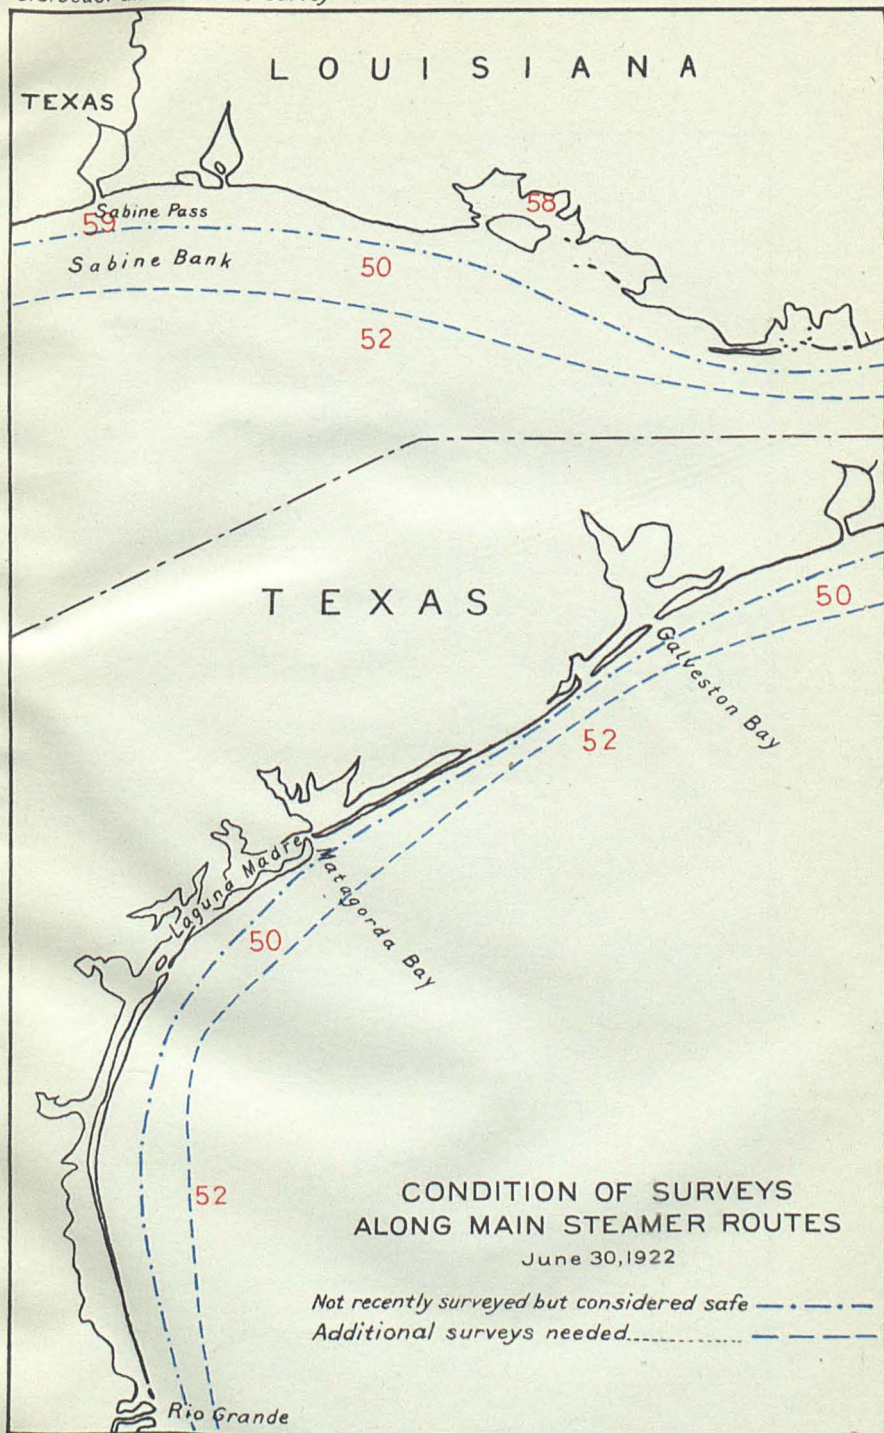 LOUISIANA
TEXAS
58
Sabine Pass
59
Sabine Bank
50
52
TEXAS
50
Galveston Bay
52
Laguna Madre
Matagorda Bay
50
52
CONDITION OF SURVEYS
ALONG MAIN STEAMER ROUTES
June 30, 1922
Not recently surveyed but considered safe
Additional surveys needed
Rio Grande